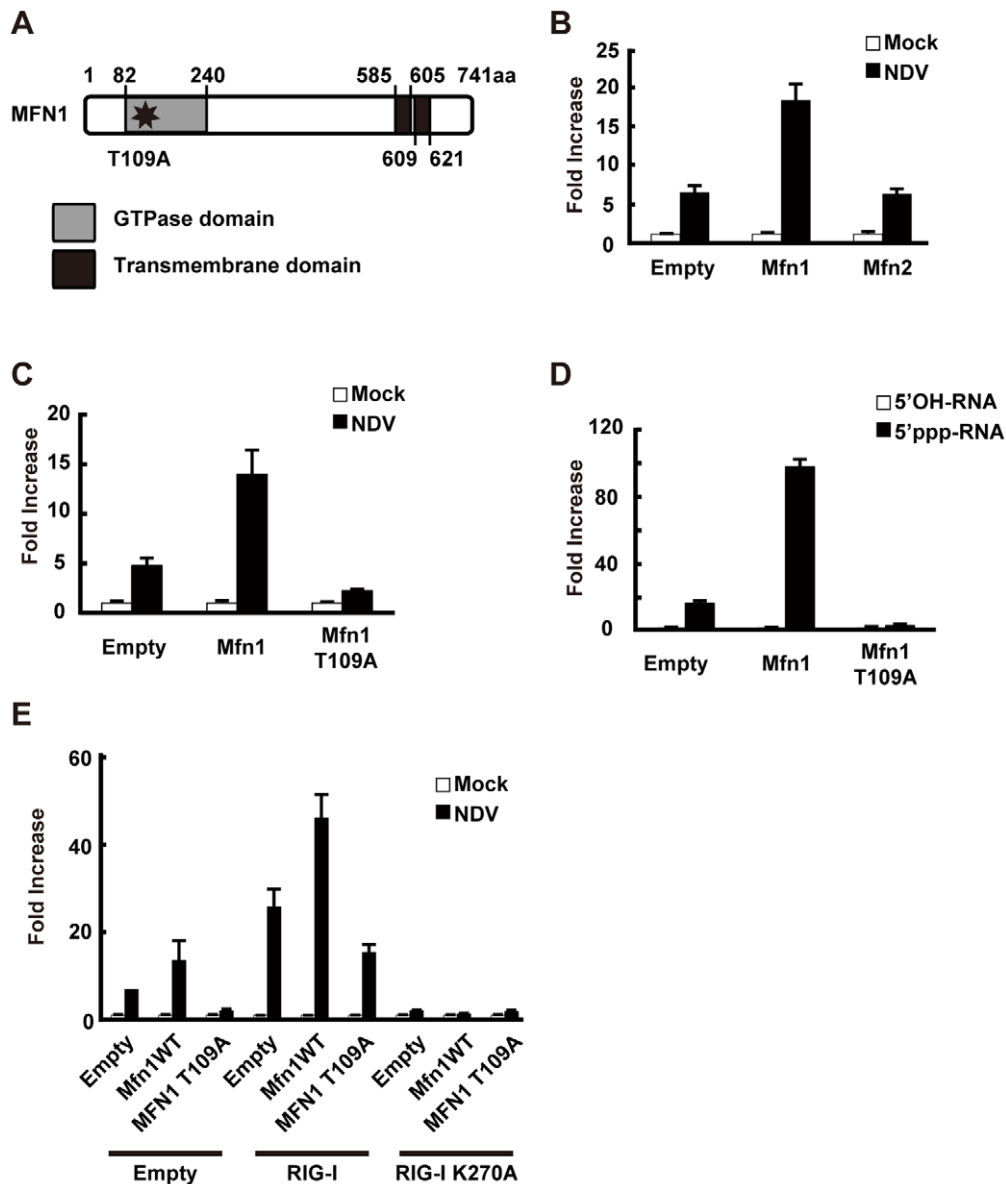 A
1 82 240 585 605 741aa
MFN1
T109A
609 621
GTPase domain
Transmembrane domain
B
Mock
NDV
Fold Increase
25
20
15
10
5
0
Empty Mfn1 Mfn2
C
Mock
NDV
Fold Increase
20
15
10
5
0
Empty Mfn1 Mfn1
T109A
D
5'OH-RNA
5'ppp-RNA
Fold Increase
120
80
40
0
Empty Mfn1 Mfn1
T109A
E
Mock
NDV
Fold Increase
60
40
20
0
Empty Mfn1WT MFN1 T109A Empty Mfn1WT MFN1 T109A Empty Mfn1WT MFN1 T109A
Empty RIG-I RIG-I K270A